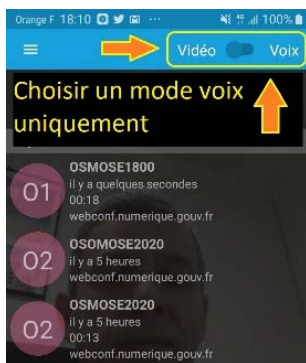 Orange F 18:10 ... 100%
Vidéo Voix
Choisir un mode voix
uniquement
O1
OSMOSE1800
il y a quelques secondes
00:18
webconf.numerique.gouv.fr
O2
OSOMOSE2020
il y a 5 heures
webconf.numerique.gouv.fr
O2
OSMOSE2020
il y a 5 heures
00:13
webconf.numerique.gouv.fr